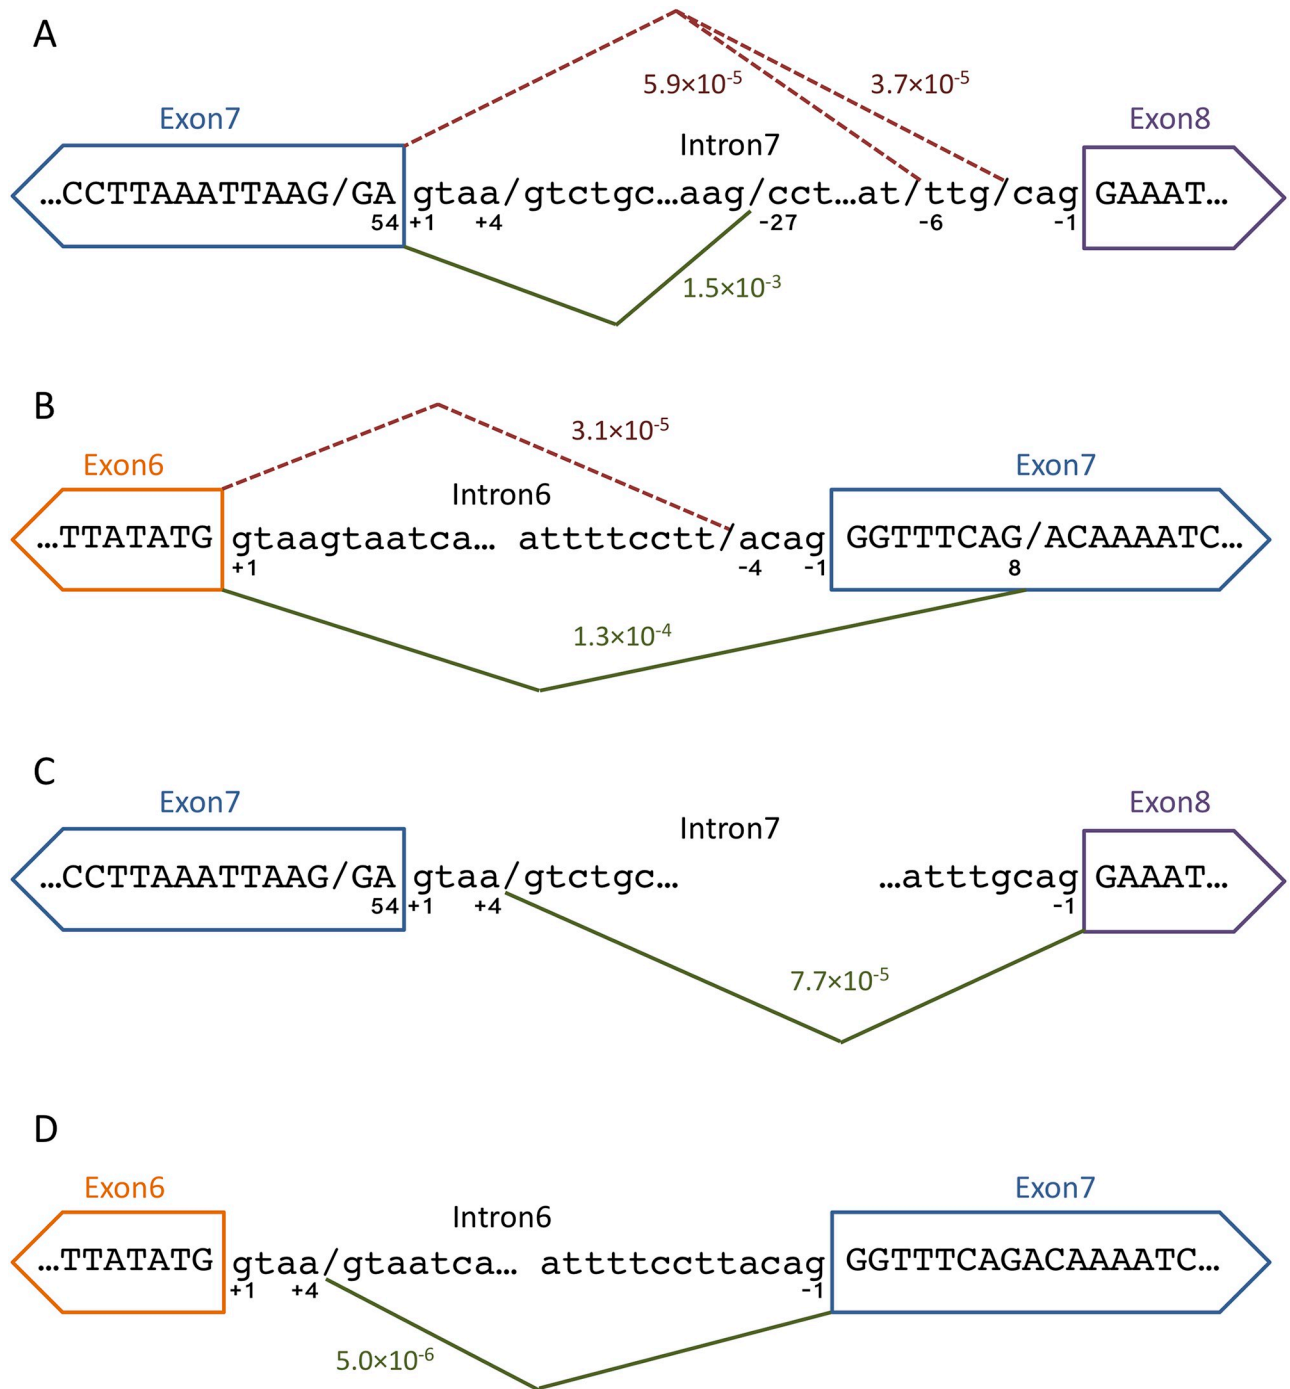 A
5.9×10-5 3.7×10-5
Exon7 Exon8
Intron7
...CCTTAAATTAAG/GA gtaa/gtctgc...aag/cct...at/ttg/cag GAAAT...
54 +1 +4 -27 -6 -1
1.5×10-3
B
3.1×10-5
Exon6 Exon7
Intron6
...TTATATG gtaagtaatca... attttcctt/acag GGTTTCAG/ACAAAATC...
+1 -4 -1 8
1.3×10-4
C
Exon7 Exon8
Intron7
...CCTTAAATTAAG/GA gtaa/gtctgc... ...atttgcag GAAAT...
54 +1 +4 -1
7.7×10-5
D
Exon6 Exon7
Intron6
...TTATATG gtaa/gtaatca... attttccttacag GGTTTCAGACAAAATC...
+1 +4 -1
5.0×10-6